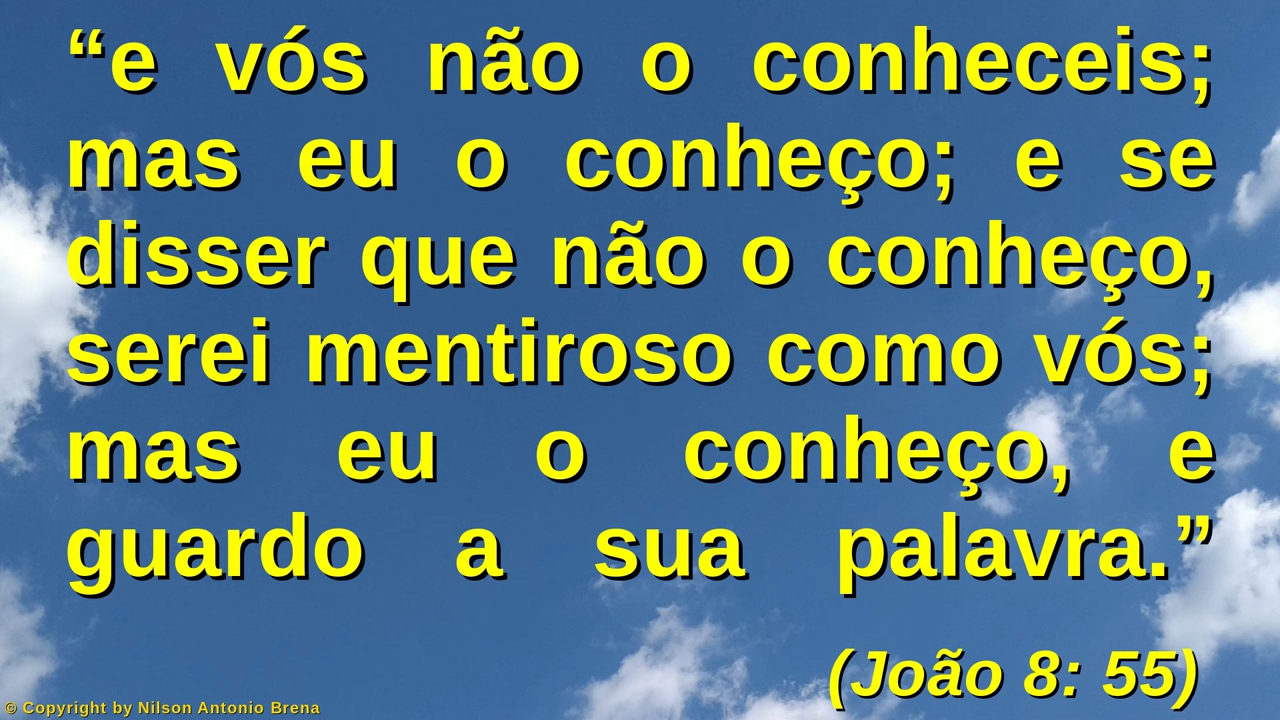 “e vós não o conheceis;
mas eu o conheço; e se
disser que não o conheço,
serei mentiroso como vós;
mas eu o conheço, e
guardo a sua palavra.”
(João 8: 55)
© Copyright by Nilson Antonio Brena